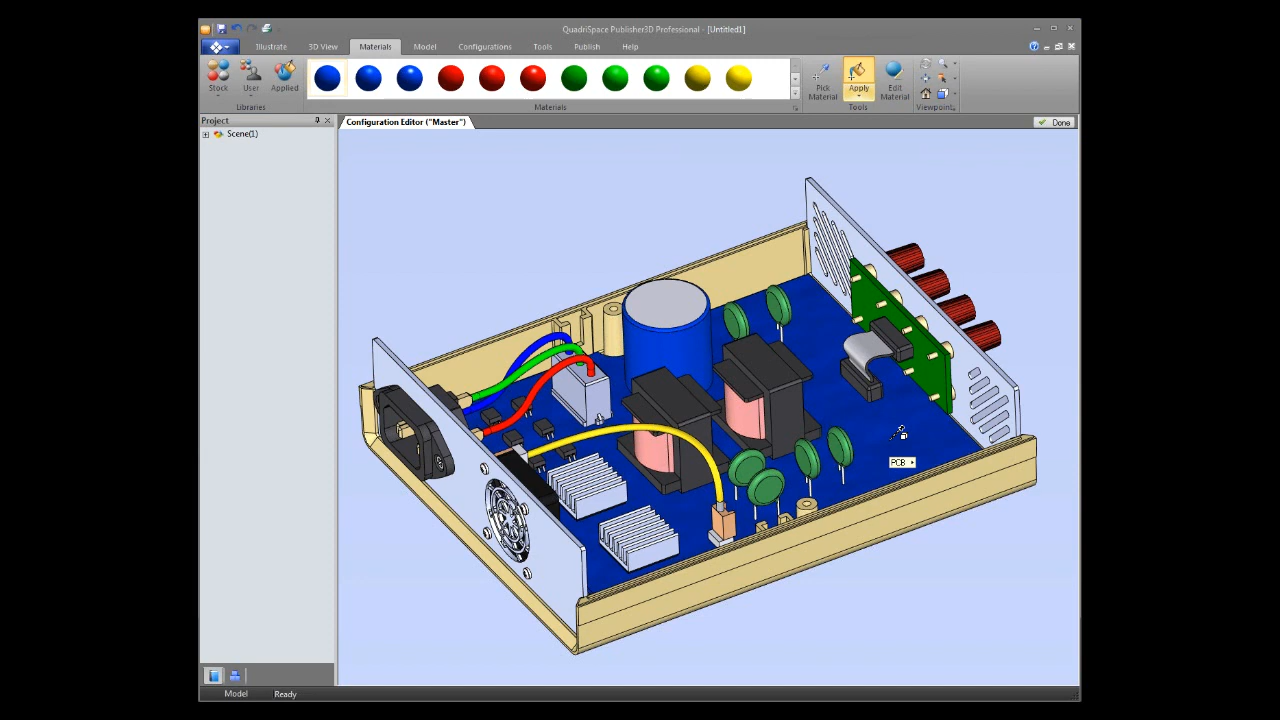 QuadriSpace Publisher3D Professional - [Untitled1]
Illustrate 3D View Materials Model Configurations Tools Publish Help
Stock User Applied
Pick Material Apply Edit Material
Libraries Materials Tools Viewpoint
Project
Configuration Editor ("Master")
Done
Scene(1)
PCB
Model Ready